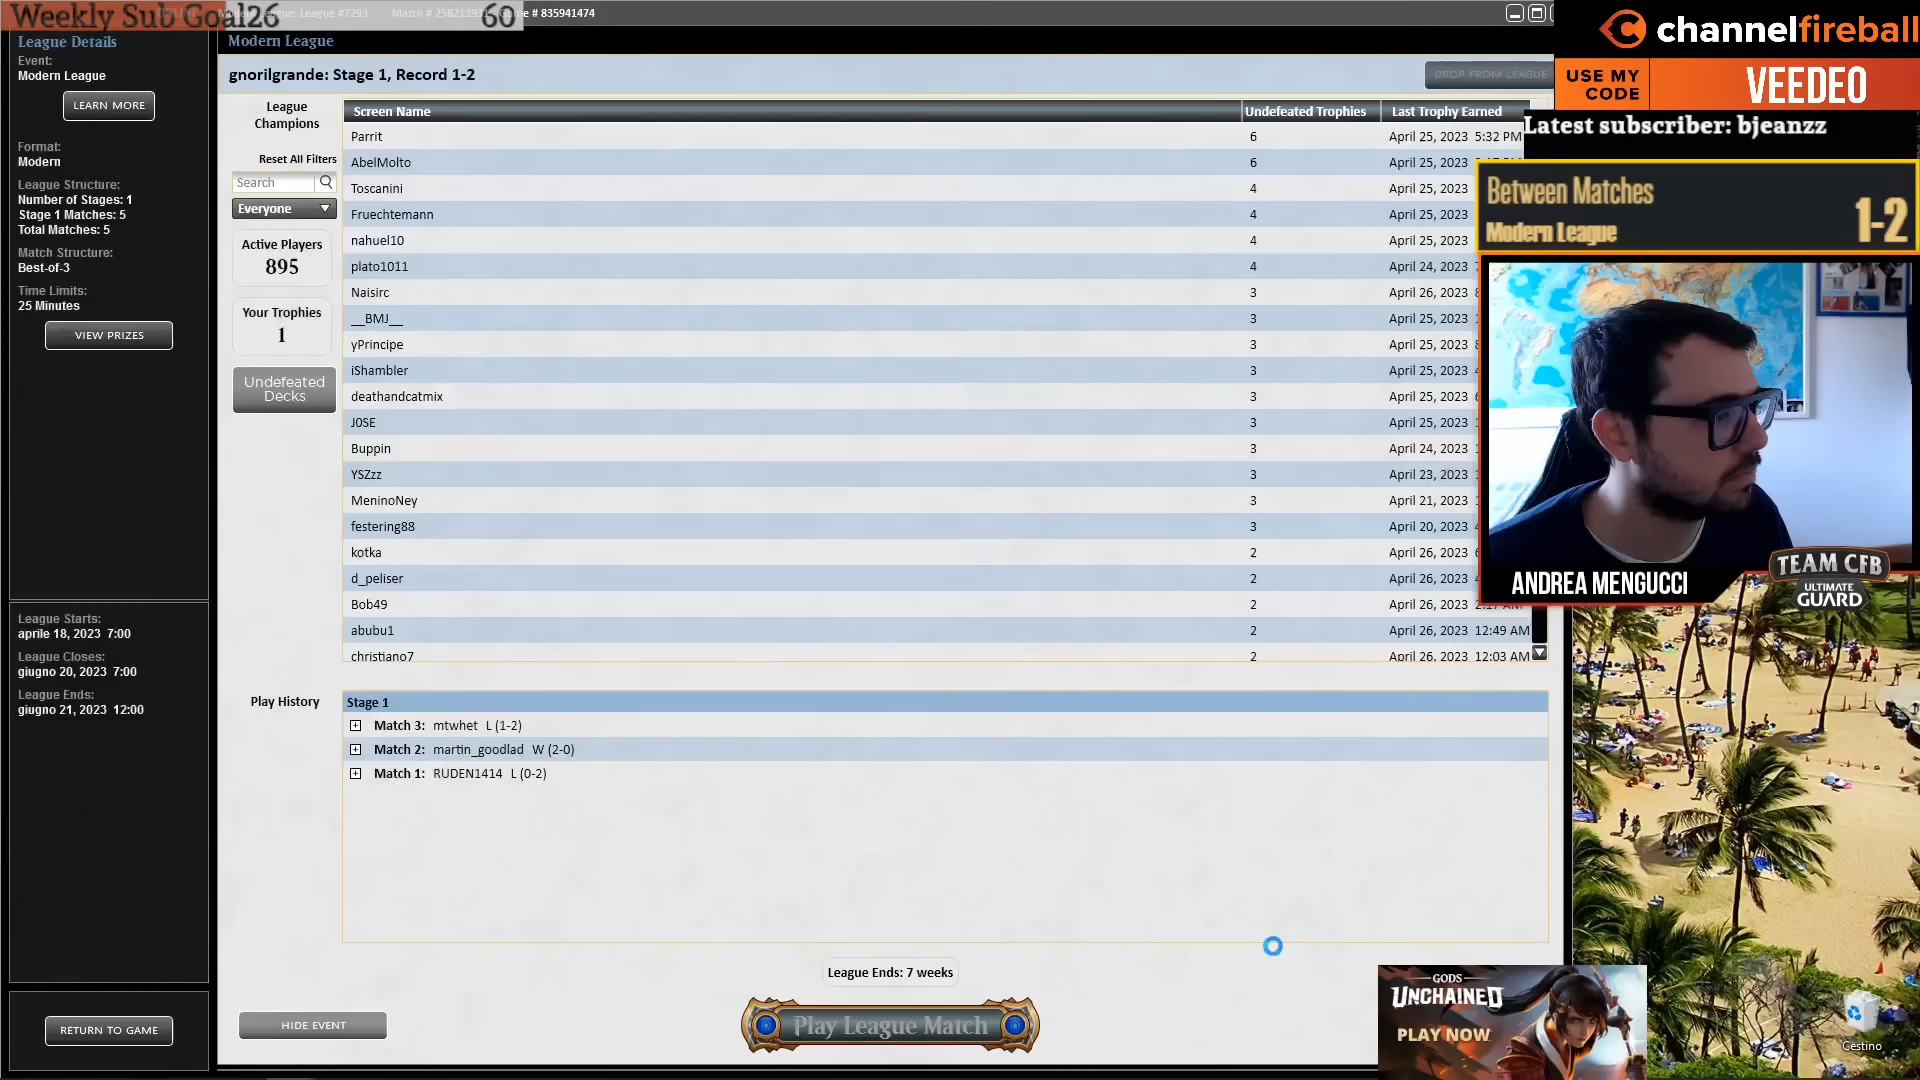 Weekly Sub Goal26 60
Game # 835941474
League Details
Event:
Modern League
LEARN MORE
Format:
Modern
League Structure:
Number of Stages: 1
Stage 1 Matches: 5
Total Matches: 5
Match Structure:
Best-of-3
Time Limits:
25 Minutes
VIEW PRIZES
League Starts:
aprile 18, 2023 7:00
League Closes:
giugno 20, 2023 7:00
League Ends:
giugno 21, 2023 12:00
RETURN TO GAME
Modern League
gnorilgrande: Stage 1, Record 1-2
DROP FROM LEAGUE
League
Champions
Reset All Filters
Search
Everyone
Active Players
895
Your Trophies
1
Undefeated
Decks
Screen Name Undefeated Trophies Last Trophy Earned
Parrit 6 April 25, 2023 5:32 PM
AbelMolto 6 April 25, 2023
Toscanini 4 April 25, 2023
Fruechtemann 4 April 25, 2023
nahuel10 4 April 25, 2023
plato1011 4 April 24, 2023
Naisirc 3 April 26, 2023
__BMJ__ 3 April 25, 2023
yPrincipe 3 April 25, 2023
iShambler 3 April 25, 2023
deathandcatmix 3 April 25, 2023
J0SE 3 April 25, 2023
Buppin 3 April 24, 2023
YSZzz 3 April 23, 2023
MeninoNey 3 April 21, 2023
festering88 3 April 20, 2023
kotka 2 April 26, 2023
d_peliser 2 April 26, 2023
Bob49 2 April 26, 2023
abubu1 2 April 26, 2023 12:49 AM
christiano7 2 April 26, 2023 12:03 AM
Play History
Stage 1
Match 3: mtwhet L (1-2)
Match 2: martin_goodlad W (2-0)
Match 1: RUDEN1414 L (0-2)
League Ends: 7 weeks
HIDE EVENT
Play League Match
channelfireball
USE MY
CODE
VEEDEO
Latest subscriber: bjeanzz
Between Matches
Modern League
1-2
ANDREA MENGUCCI
TEAM CFB
ULTIMATE
GUARD
GODS
UNCHAINED
PLAY NOW
Cestino